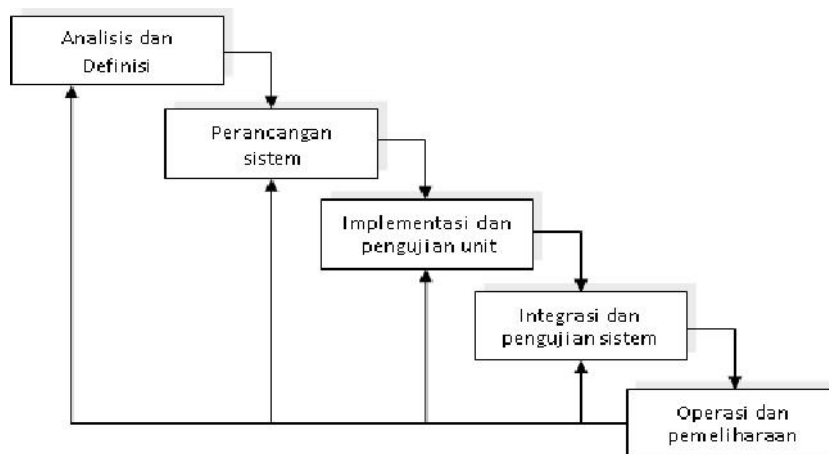 Analisis dan
Definisi
Perancangan
sistem
Implementasi dan
pengujian unit
Integrasi dan
pengujian sistem
Operasi dan
pemeliharaan